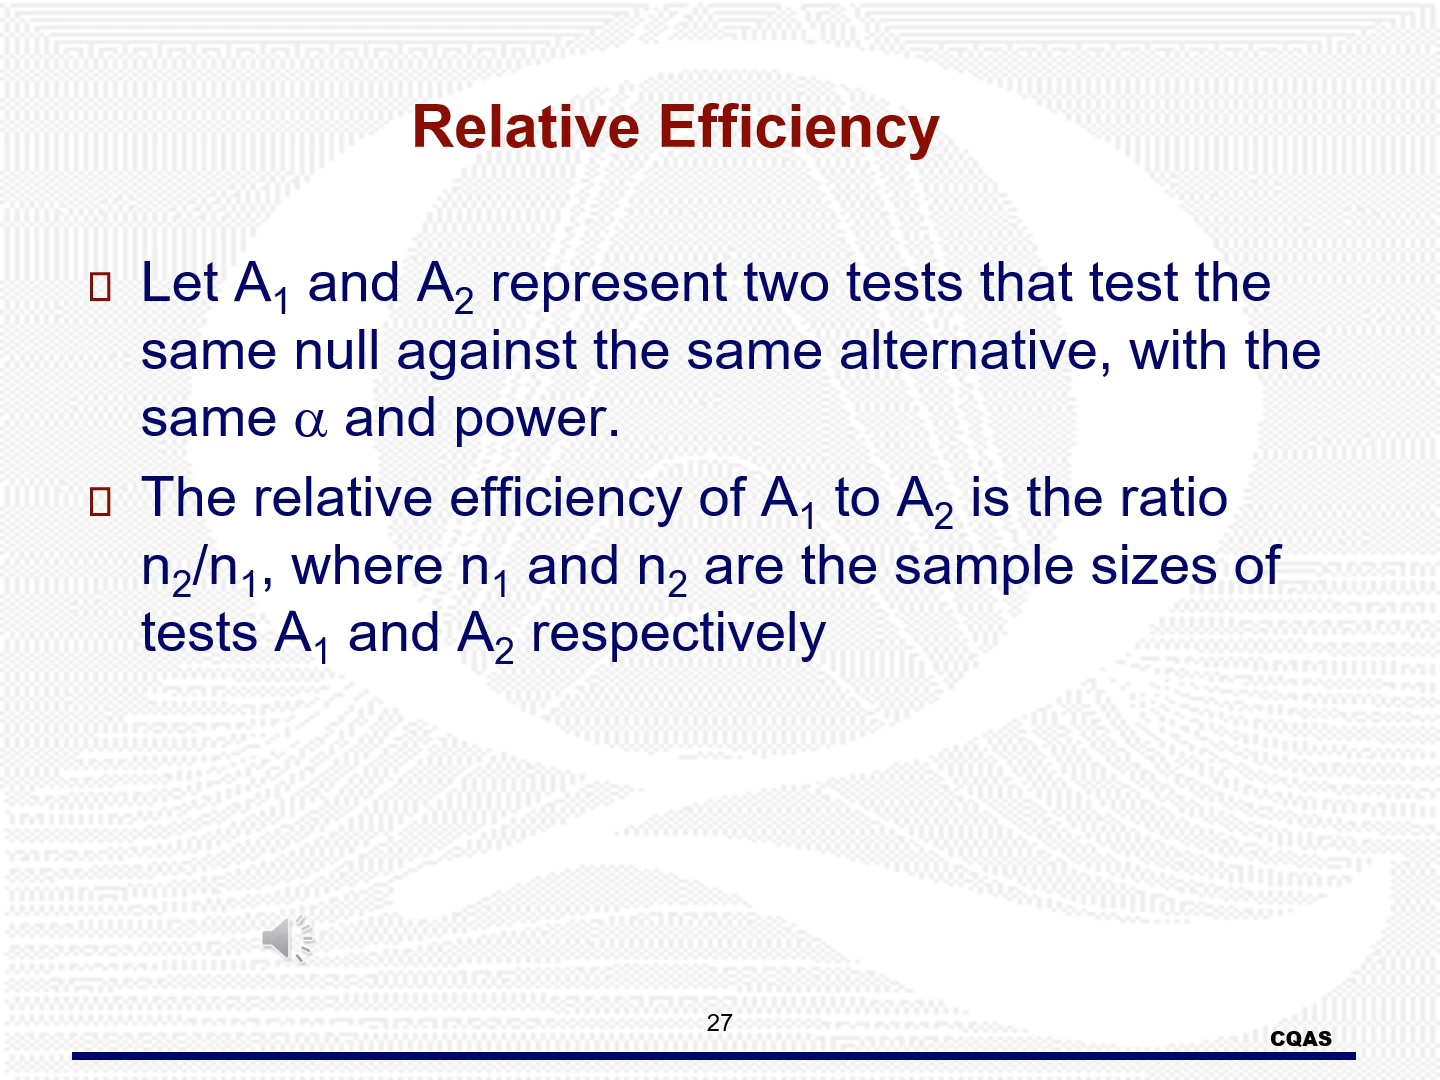 Relative Efficiency
Let A₁ and A₂ represent two tests that test the
same null against the same alternative, with the
same α and power.
The relative efficiency of A₁ to A₂ is the ratio
n₂/n₁, where n₁ and n₂ are the sample sizes of
tests A₁ and A₂ respectively
27
CQAS